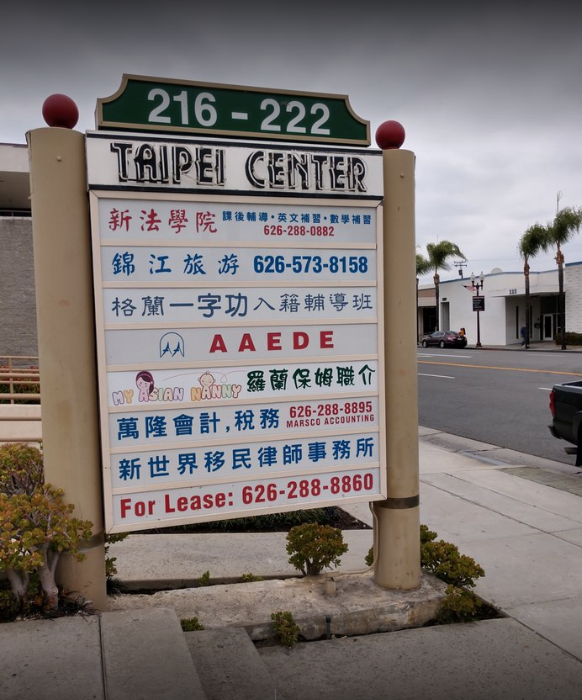 216 - 222
TAIPEI CENTER
新法學院 課後輔導・英文補習・數學補習
626-288-0882
錦江旅游 626-573-8158
格蘭一字功入籍輔導班
AAEDE
MY ASIAN NANNY 羅蘭保姆職介
萬隆會計,稅務 626-288-8895
MARSCO ACCOUNTING
新世界移民律師事務所
For Lease: 626-288-8860